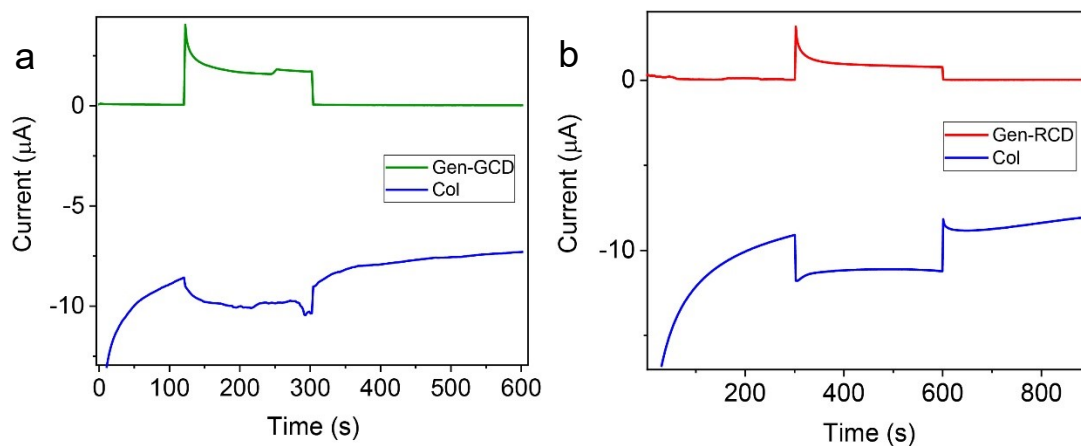 a
Current (µA)
0
-5
-10
Gen-GCD
Col
0 100 200 300 400 500 600
Time (s)
b
Current (µA)
0
-10
Gen-RCD
Col
200 400 600 800
Time (s)